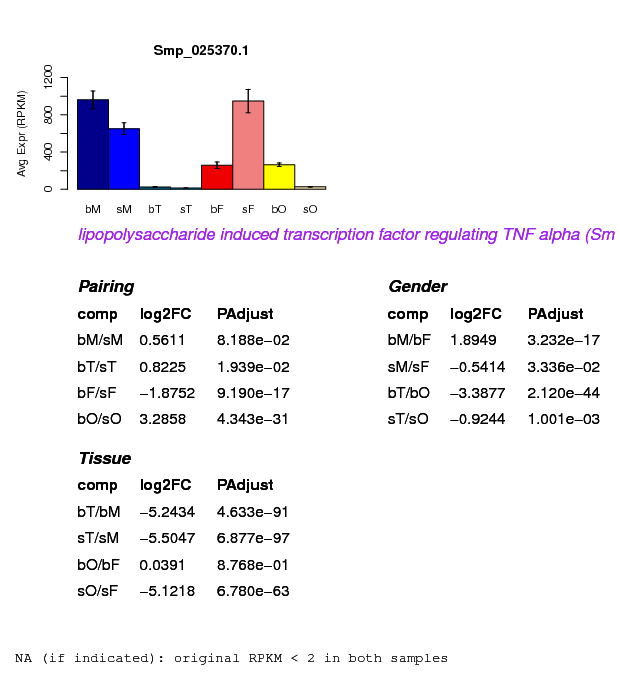 Smp_025370.1
Avg Expr (RPKM)
0 400 800 1200
bM sM bT sT bF sF bO sO
lipopolysaccharide induced transcription factor regulating TNF alpha (Sm
Pairing
comp log2FC PAdjust
bM/sM 0.5611 8.188e−02
bT/sT 0.8225 1.939e−02
bF/sF −1.8752 9.190e−17
bO/sO 3.2858 4.343e−31
Gender
comp log2FC PAdjust
bM/bF 1.8949 3.232e−17
sM/sF −0.5414 3.336e−02
bT/bO −3.3877 2.120e−44
sT/sO −0.9244 1.001e−03
Tissue
comp log2FC PAdjust
bT/bM −5.2434 4.633e−91
sT/sM −5.5047 6.877e−97
bO/bF 0.0391 8.768e−01
sO/sF −5.1218 6.780e−63
NA (if indicated): original RPKM < 2 in both samples